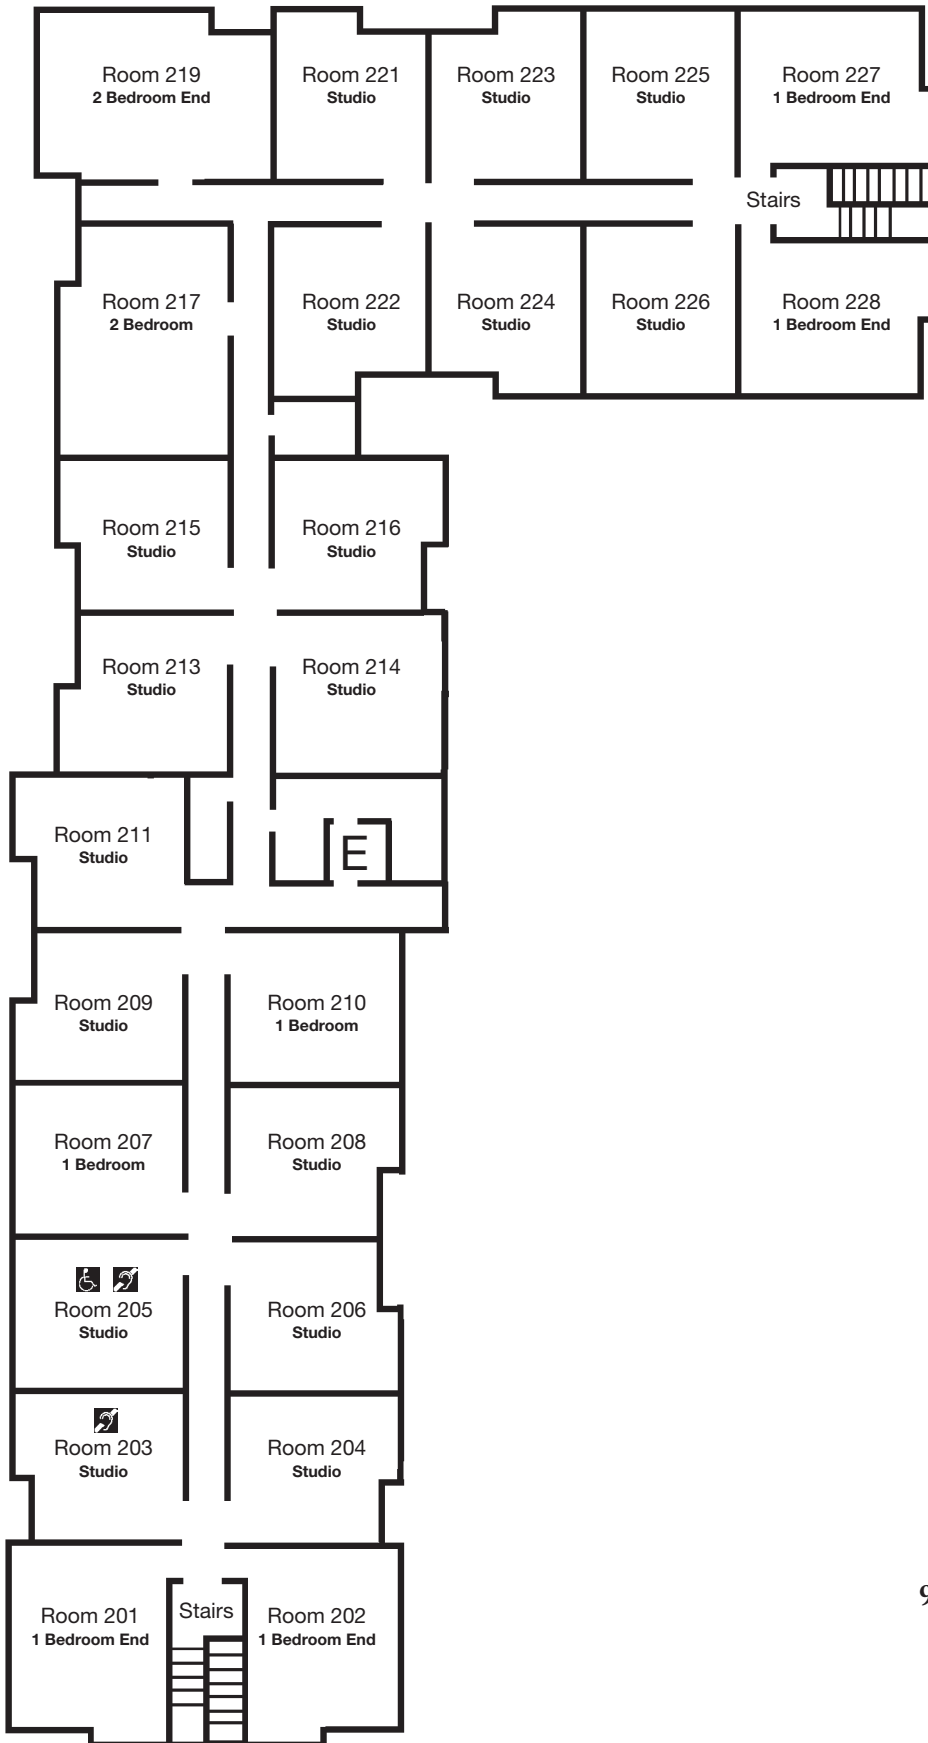 Room 219
2 Bedroom End
Room 221
Studio
Room 223
Studio
Room 225
Studio
Room 227
1 Bedroom End
Stairs
Room 217
2 Bedroom
Room 222
Studio
Room 224
Studio
Room 226
Studio
Room 228
1 Bedroom End
Room 215
Studio
Room 216
Studio
Room 213
Studio
Room 214
Studio
Room 211
Studio
E
Room 209
Studio
Room 210
1 Bedroom
Room 207
1 Bedroom
Room 208
Studio
Room 205
Studio
Room 206
Studio
Room 203
Studio
Room 204
Studio
Room 201
1 Bedroom End
Stairs
Room 202
1 Bedroom End